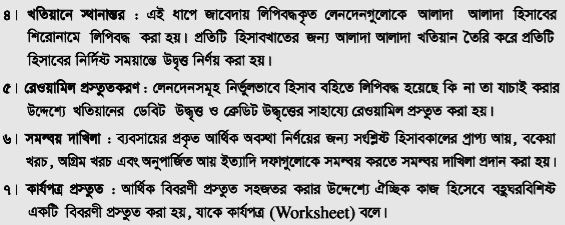 ৪। খতিয়ানে স্থানান্তর : এই ধাপে জাবেদায় লিপিবদ্ধকৃত লেনদেনগুলোকে আলাদা আলাদা হিসাবের
শিরোনামে লিপিবদ্ধ করা হয়। প্রতিটি হিসাবখাতের জন্য আলাদা আলাদা খতিয়ান তৈরি করে প্রতিটি
হিসাবের নির্দিস্ট সময়ান্তে উদ্বৃত্ত নির্ণয় করা হয়।
৫। রেওয়ামিল প্রস্তুতকরণ : লেনদেনসমূহ নির্ভুলভাবে হিসাব বহিতে লিপিবদ্ধ হয়েছে কি না তা যাচাই করার
উদ্দেশ্যে খতিয়ানের ডেবিট উদ্ধৃত্ত ও ক্রেডিট উদ্ধৃত্তের সাহায্যে রেওয়ামিল প্রস্তুত করা হয়।
৬। সমন্বয় দাখিলা : ব্যবসায়ের প্রকৃত আর্থিক অবস্থা নির্ণয়ের জন্য সংশ্লিষ্ট হিসাবকালের প্রাপ্য আয়, বকেয়া
খরচ, অগ্রিম খরচ এবং অনুপার্জিত আয় ইত্যাদি দফাগুলোকে সমন্বয় করতে সমন্বয় দাখিলা প্রদান করা হয়।
৭। কার্যপত্র প্রস্তুত : আর্থিক বিবরণী প্রস্তুত সহজতর করার উদ্দেশ্যে ঐচ্ছিক কাজ হিসেবে বহুঘরবিশিষ্ট
একটি বিবরণী প্রস্তুত করা হয়, যাকে কার্যপত্র (Worksheet) বলে।